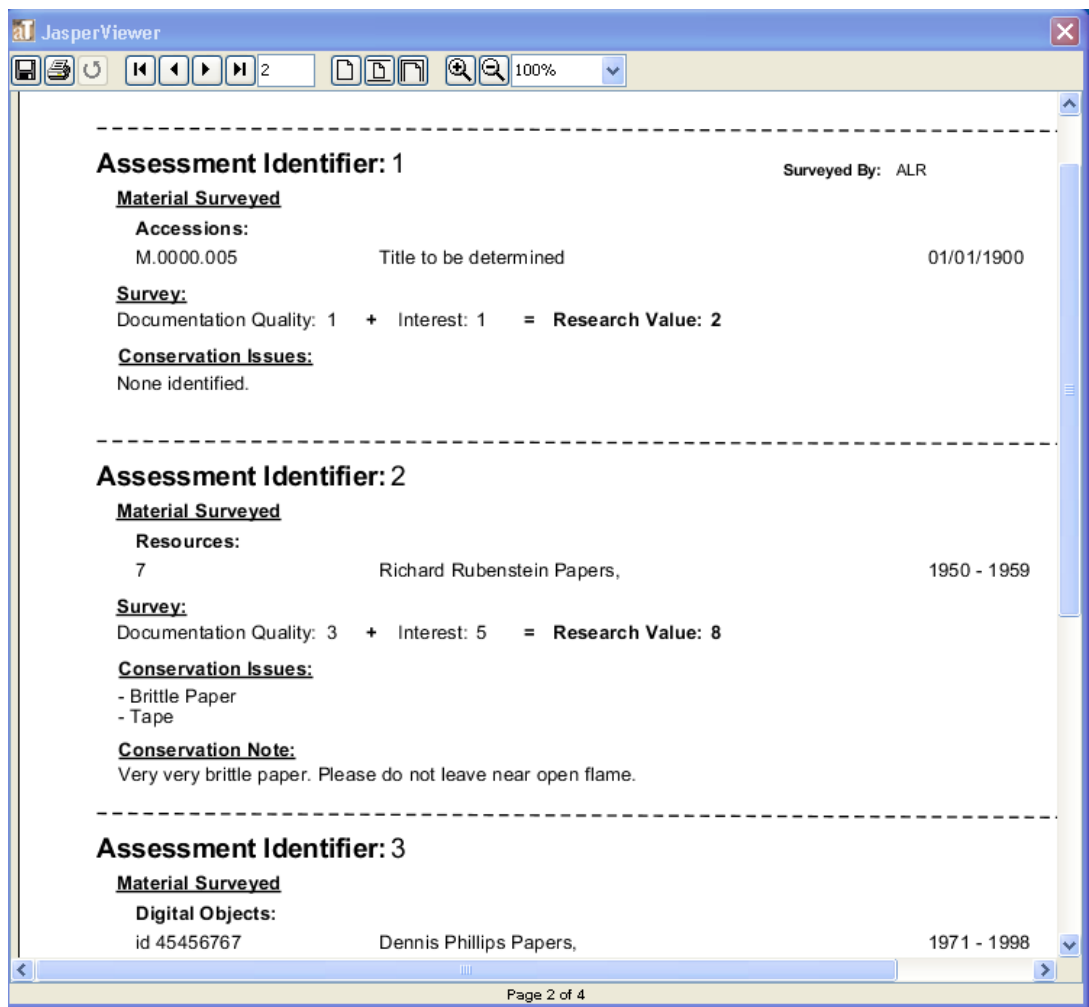 aT JasperViewer
2 100%
Assessment Identifier: 1 Surveyed By: ALR
Material Surveyed
Accessions:
M.0000.005 Title to be determined 01/01/1900
Survey:
Documentation Quality: 1 + Interest: 1 = Research Value: 2
Conservation Issues:
None identified.
Assessment Identifier: 2
Material Surveyed
Resources:
7 Richard Rubenstein Papers, 1950 - 1959
Survey:
Documentation Quality: 3 + Interest: 5 = Research Value: 8
Conservation Issues:
- Brittle Paper
- Tape
Conservation Note:
Very very brittle paper. Please do not leave near open flame.
Assessment Identifier: 3
Material Surveyed
Digital Objects:
id 45456767 Dennis Phillips Papers, 1971 - 1998
Page 2 of 4